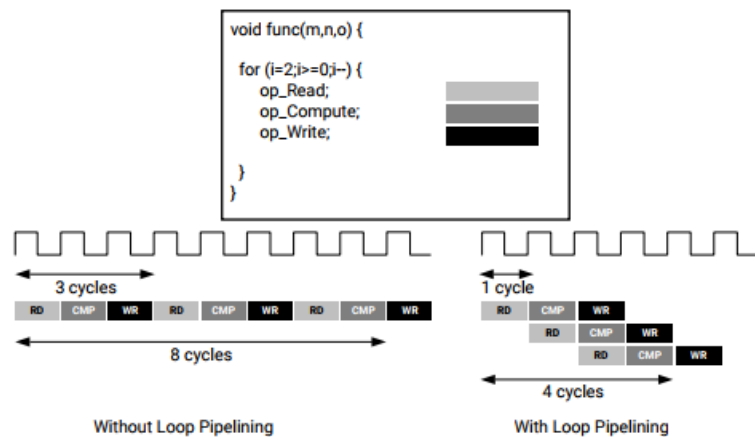 void func(m,n,o) {
for (i=2;i>=0;i--) {
op_Read;
op_Compute;
op_Write;
}
}
3 cycles
1 cycle
RD CMP WR RD CMP WR RD CMP WR
RD CMP WR
RD CMP WR
RD CMP WR
8 cycles
4 cycles
Without Loop Pipelining
With Loop Pipelining